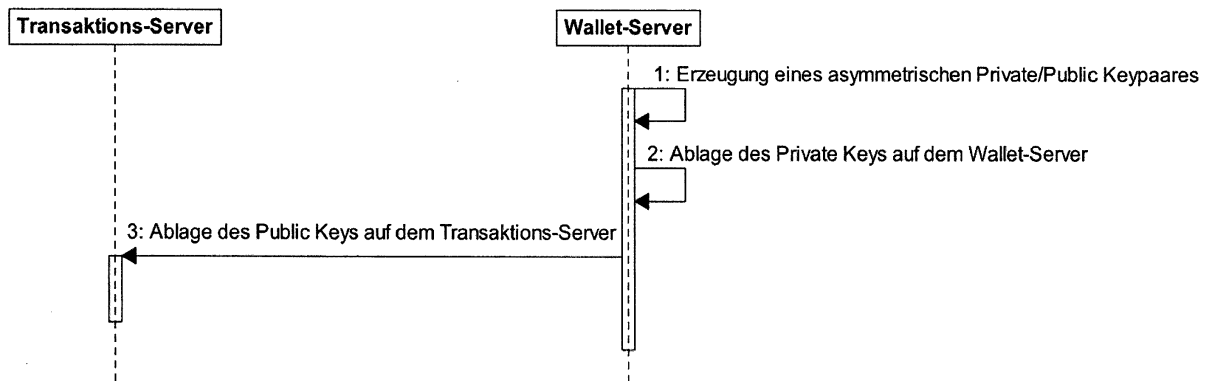 Transaktions-Server
Wallet-Server
1: Erzeugung eines asymmetrischen Private/Public Keypaares
2: Ablage des Private Keys auf dem Wallet-Server
3: Ablage des Public Keys auf dem Transaktions-Server